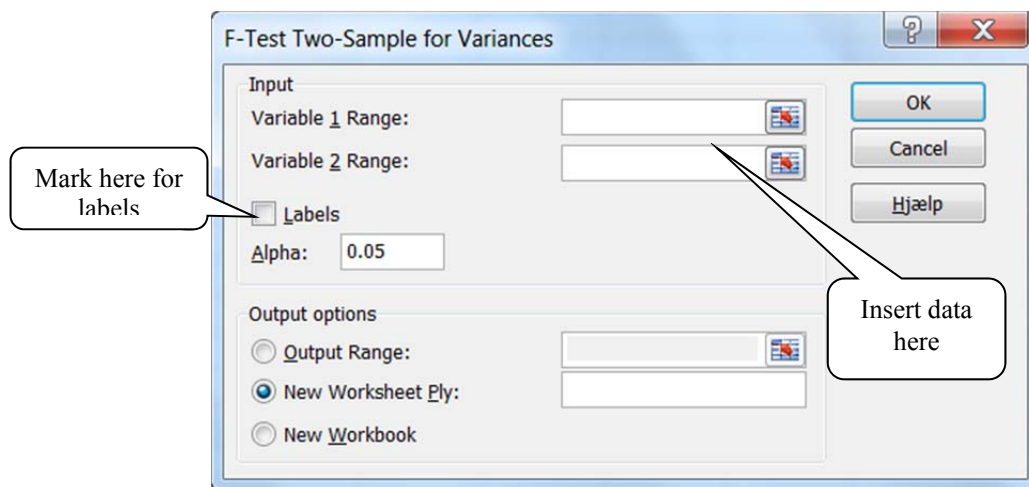 F-Test Two-Sample for Variances
Input
Variable 1 Range:
Variable 2 Range:
Labels
Alpha: 0.05
OK
Cancel
Hjælp
Mark here for
labels
Insert data
here
Output options
Output Range:
New Worksheet Ply:
New Workbook